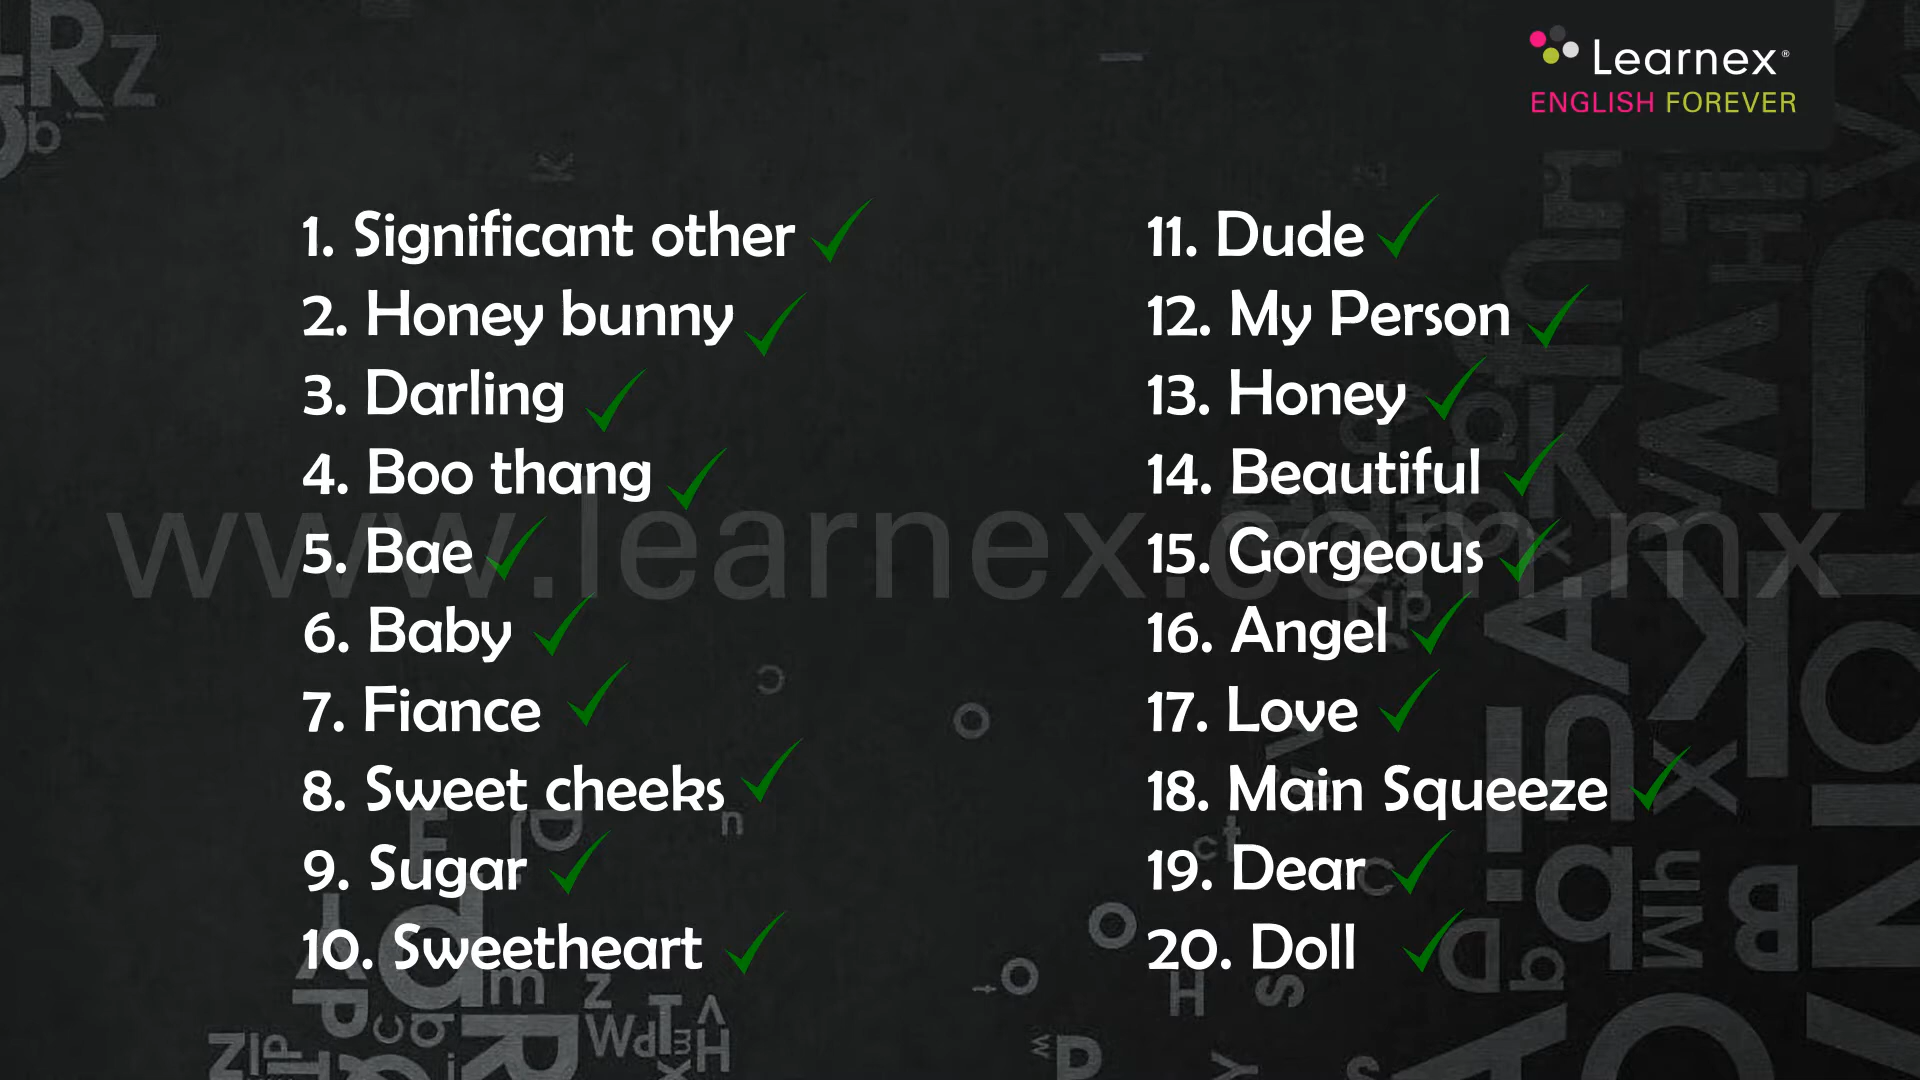 Learnex®
ENGLISH FOREVER
1. Significant other
2. Honey bunny
3. Darling
4. Boo thang
5. Bae
6. Baby
7. Fiance
8. Sweet cheeks
9. Sugar
10. Sweetheart
11. Dude
12. My Person
13. Honey
14. Beautiful
15. Gorgeous
16. Angel
17. Love
18. Main Squeeze
19. Dear
20. Doll
www.learnex.com.mx